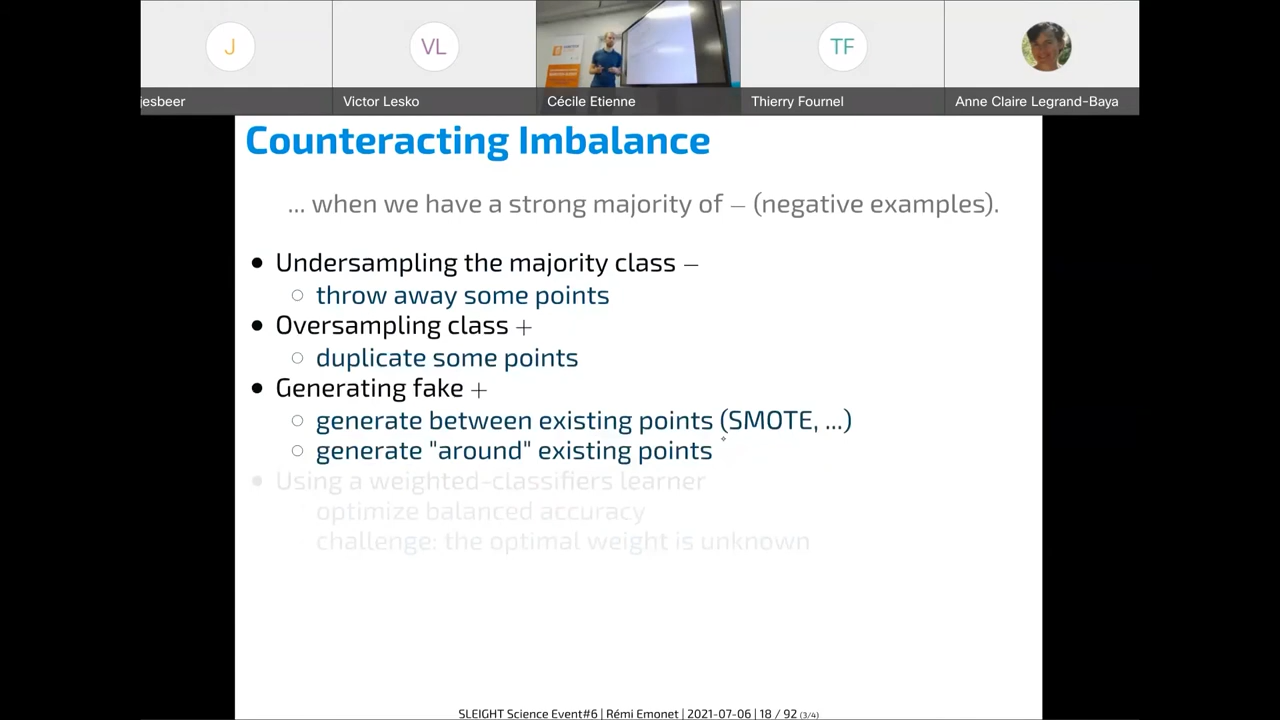 J
VL
TF
jesbeer
Victor Lesko
Cécile Etienne
Thierry Fournel
Anne Claire Legrand-Baya
Counteracting Imbalance
... when we have a strong majority of − (negative examples).
• Undersampling the majority class −
○ throw away some points
• Oversampling class +
○ duplicate some points
• Generating fake +
○ generate between existing points (SMOTE, ...)
○ generate "around" existing points
• Using a weighted-classifiers learner
optimize balanced accuracy
challenge: the optimal weight is unknown
SLEIGHT Science Event#6 | Rémi Emonet | 2021-07-06 | 18 / 92 (3/4)